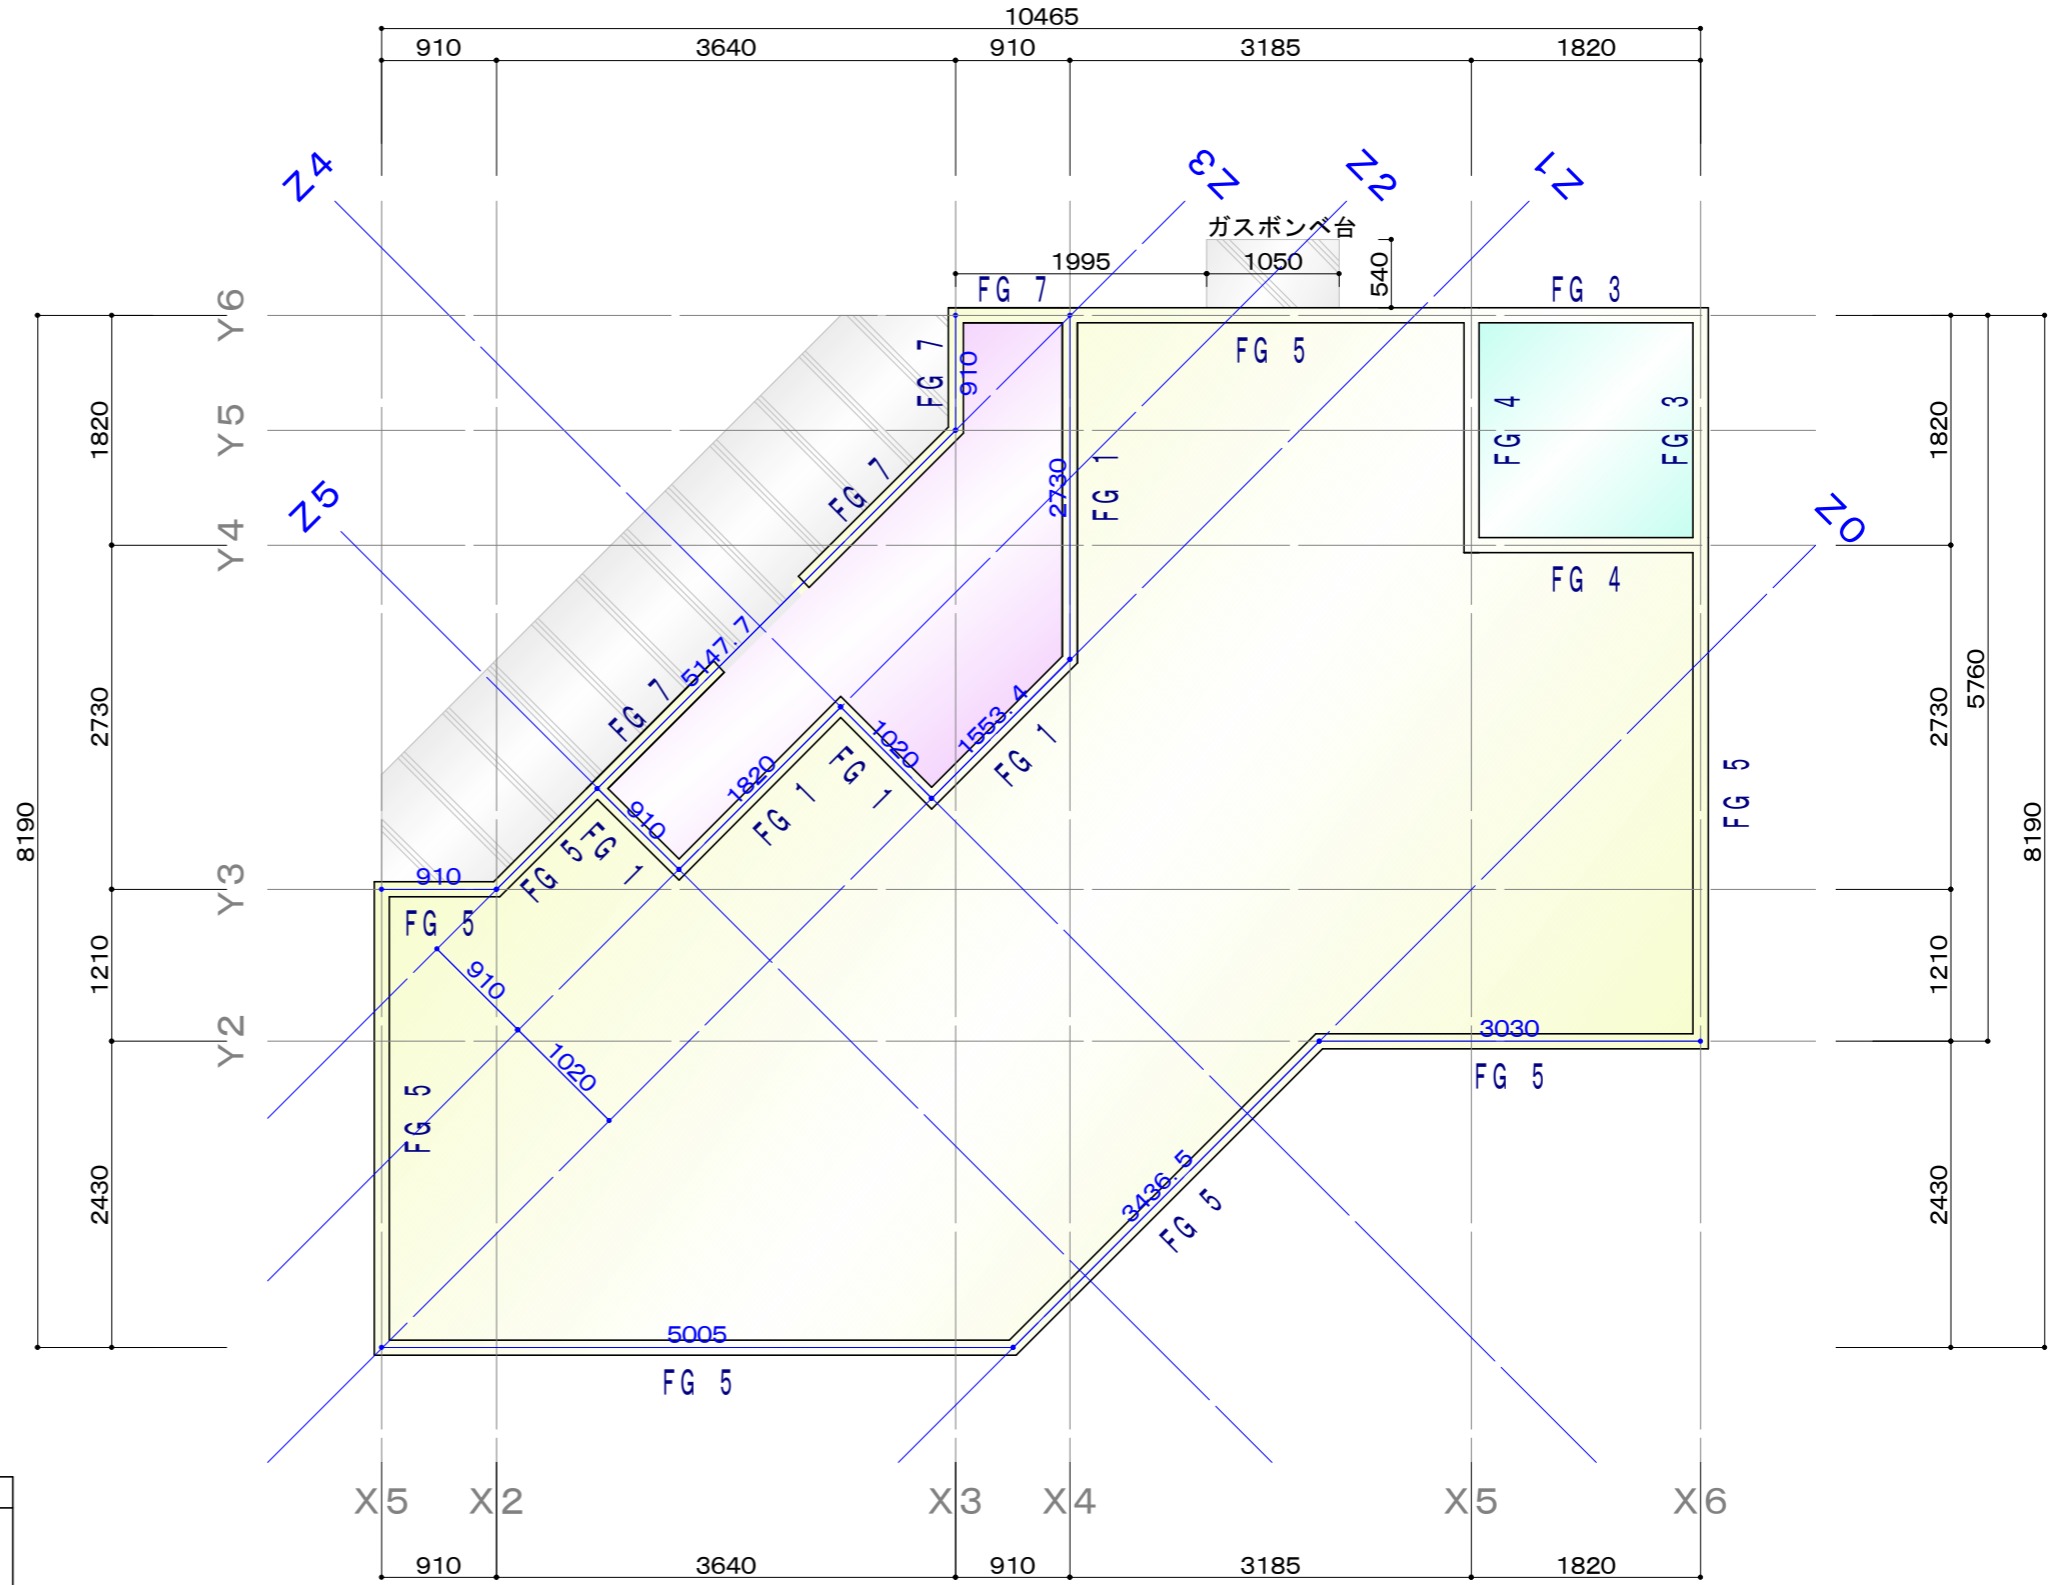 10465
910
3640
910
3185
1820
Z4
Z3
Z2
Z1
ガスボンベ台
1995
1050
540
FG 7
FG 3
Y6
FG 7
910
FG 5
FG 4
FG 3
1820
Y5
1820
FG 7
2730
FG 1
Z5
Z0
Y4
FG 4
5147.7
FG 7
5760
2730
2730
1553.4
1020
FG 1
1820
FG 1
FG 1
FG 5
8190
8190
910
FG 1
FG 5
910
Y3
FG 5
910
1210
1210
1020
Y2
3030
FG 5
FG 5
2430
2430
3436.5
FG 5
5005
FG 5
X5
X2
X3
X4
X5
X6
910
3640
910
3185
1820